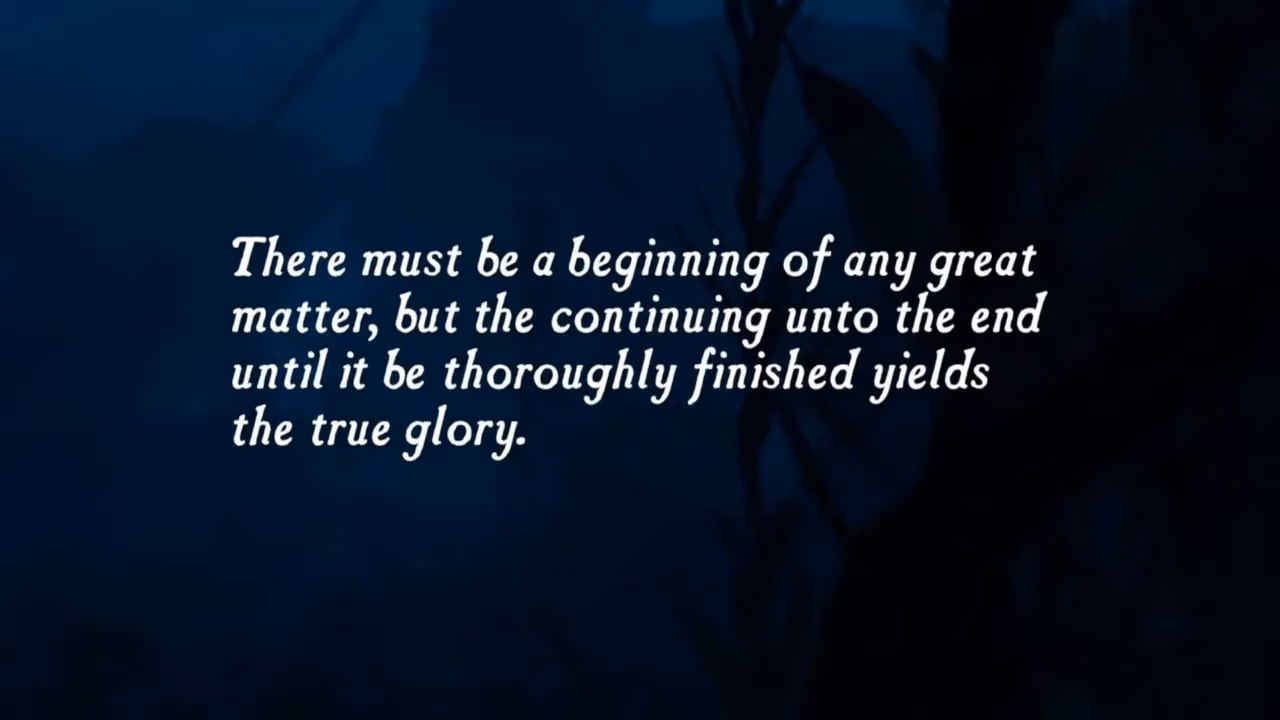 There must be a beginning of any great
matter, but the continuing unto the end
until it be thoroughly finished yields
the true glory.